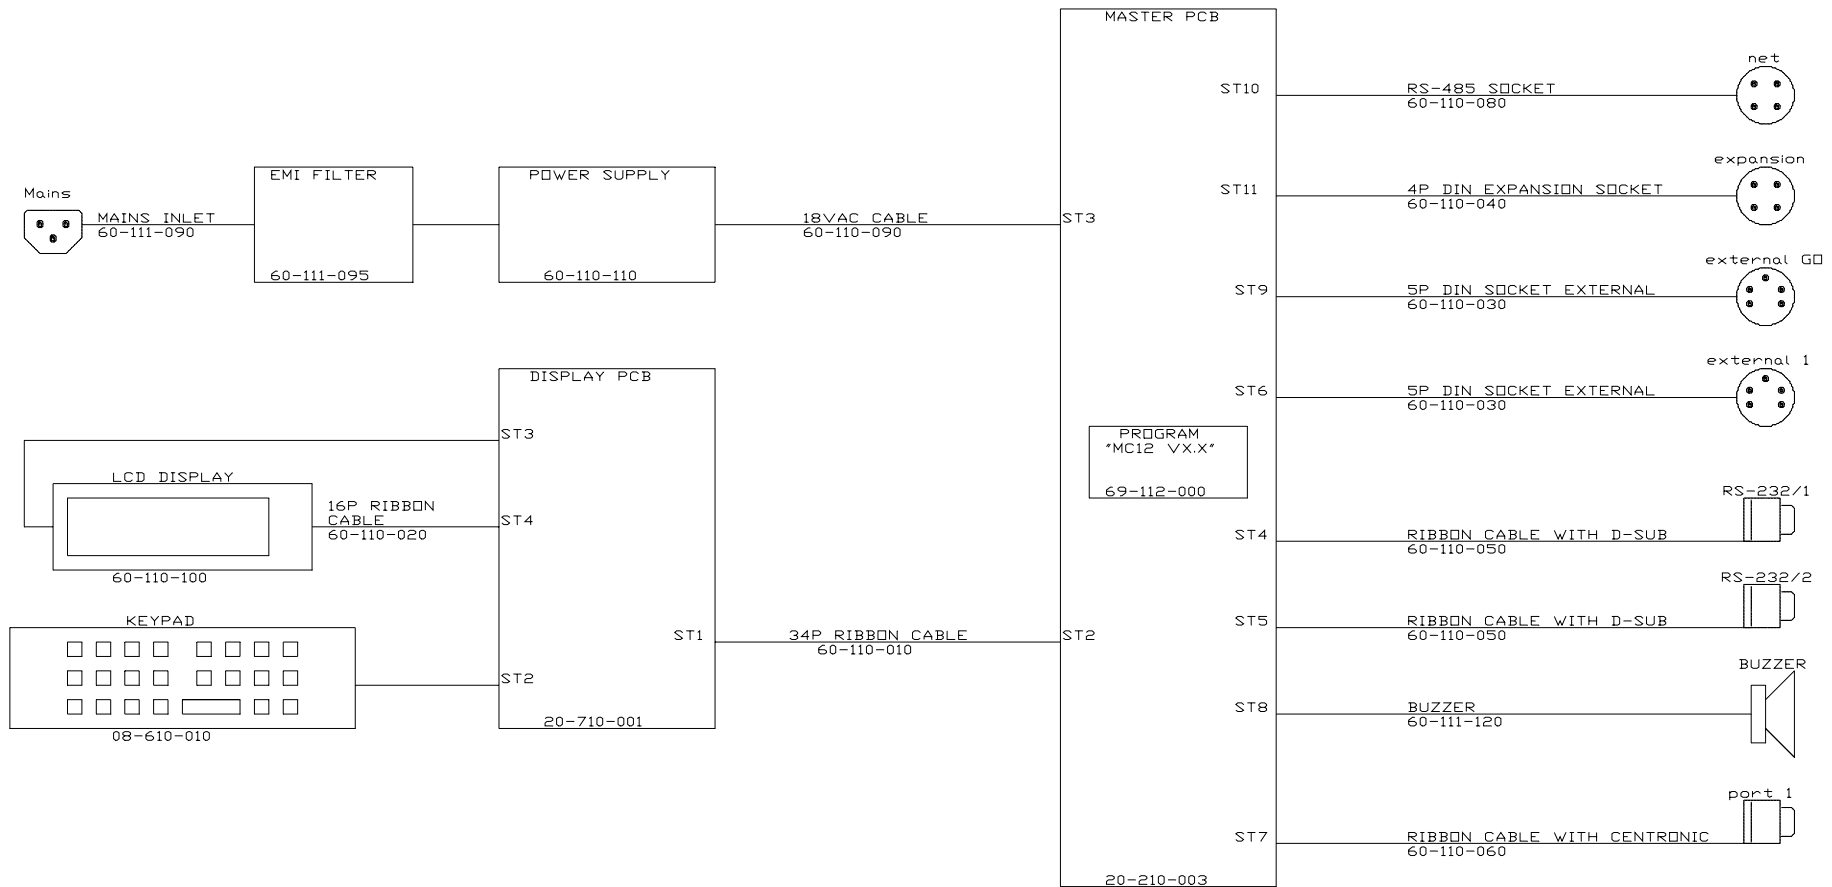 MASTER PCB
net
ST10
RS-485 SOCKET
60-110-080
expansion
EMI FILTER
POWER SUPPLY
Mains
ST11
4P DIN EXPANSION SOCKET
60-110-040
MAINS INLET
60-111-090
18VAC CABLE
60-110-090
ST3
external GO
60-111-095
60-110-110
ST9
5P DIN SOCKET EXTERNAL
60-110-030
external 1
DISPLAY PCB
ST6
5P DIN SOCKET EXTERNAL
60-110-030
ST3
PROGRAM
"MC12 VX.X"
69-112-000
LCD DISPLAY
RS-232/1
16P RIBBON
CABLE
60-110-020
ST4
ST4
RIBBON CABLE WITH D-SUB
60-110-050
60-110-100
RS-232/2
KEYPAD
ST5
RIBBON CABLE WITH D-SUB
60-110-050
ST1
34P RIBBON CABLE
60-110-010
ST2
BUZZER
ST2
ST8
BUZZER
60-111-120
20-710-001
08-610-010
port 1
ST7
RIBBON CABLE WITH CENTRONIC
60-110-060
20-210-003